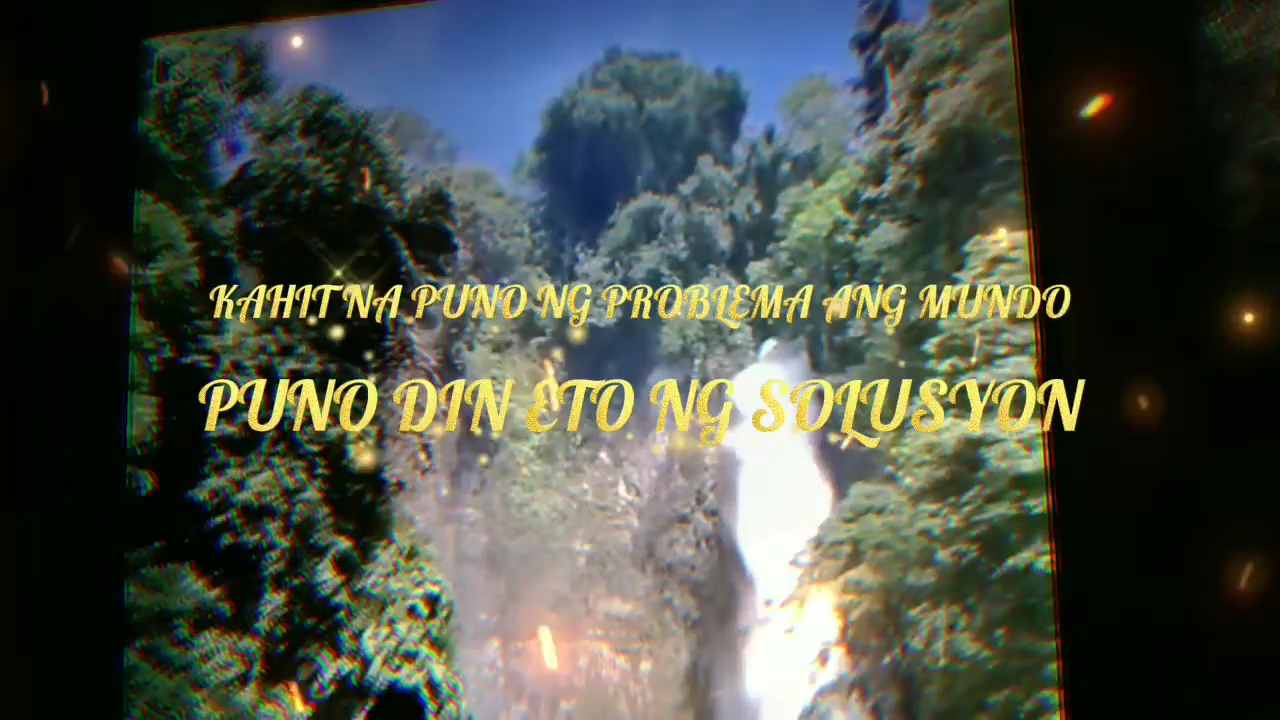 KAHIT NA PUNO NG PROBLEMA ANG MUNDO
PUNO DIN ETO NG SOLUSYON